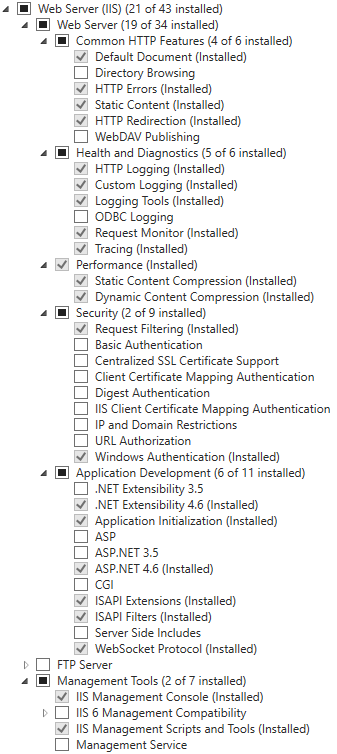 Web Server (IIS) (21 of 43 installed)
Web Server (19 of 34 installed)
Common HTTP Features (4 of 6 installed)
Default Document (Installed)
Directory Browsing
HTTP Errors (Installed)
Static Content (Installed)
HTTP Redirection (Installed)
WebDAV Publishing
Health and Diagnostics (5 of 6 installed)
HTTP Logging (Installed)
Custom Logging (Installed)
Logging Tools (Installed)
ODBC Logging
Request Monitor (Installed)
Tracing (Installed)
Performance (Installed)
Static Content Compression (Installed)
Dynamic Content Compression (Installed)
Security (2 of 9 installed)
Request Filtering (Installed)
Basic Authentication
Centralized SSL Certificate Support
Client Certificate Mapping Authentication
Digest Authentication
IIS Client Certificate Mapping Authentication
IP and Domain Restrictions
URL Authorization
Windows Authentication (Installed)
Application Development (6 of 11 installed)
.NET Extensibility 3.5
.NET Extensibility 4.6 (Installed)
Application Initialization (Installed)
ASP
ASP.NET 3.5
ASP.NET 4.6 (Installed)
CGI
ISAPI Extensions (Installed)
ISAPI Filters (Installed)
Server Side Includes
WebSocket Protocol (Installed)
FTP Server
Management Tools (2 of 7 installed)
IIS Management Console (Installed)
IIS 6 Management Compatibility
IIS Management Scripts and Tools (Installed)
Management Service